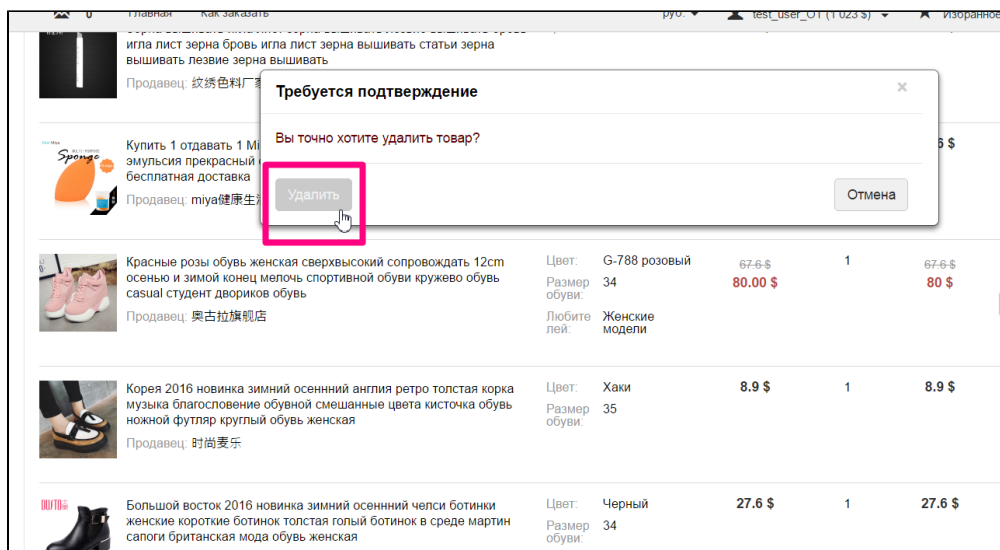 0 Главная Как заказать руб. test_user_OT (1 023 $) Избранное
игла лист зерна бровь игла лист зерна вышивать статьи зерна
вышивать лезвие зерна вышивать
Продавец: 纹绣色料厂家
Требуется подтверждение ×
Вы точно хотите удалить товар?
Удалить Отмена
Купить 1 отдавать 1 Mi
эмульсия прекрасный
бесплатная доставка
Продавец: miya健康生
6 $
Красные розы обувь женская сверхвысокий сопровождать 12cm
осенью и зимой конец мелочь спортивной обуви кружево обувь
casual студент двориков обувь
Продавец: 奥古拉旗舰店
Цвет: G-788 розовый
Размер обуви: 34
Любите лей: Женские модели
67.6 $ 1 67.6 $
80.00 $ 80 $
Корея 2016 новинка зимний осеннний англия ретро толстая корка
музыка благословение обувной смешанные цвета кисточка обувь
ножной футляр круглый обувь женская
Продавец: 时尚麦乐
Цвет: Хаки
Размер обуви: 35
8.9 $ 1 8.9 $
Большой восток 2016 новинка зимний осеннний челси ботинки
женские короткие ботинок толстая голый ботинок в среде мартин
сапоги британская мода обувь женская
Цвет: Черный
Размер обуви: 34
27.6 $ 1 27.6 $